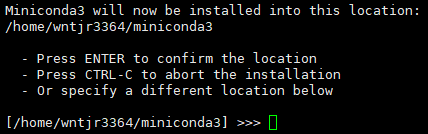 Miniconda3 will now be installed into this location:
/home/wntjr3364/miniconda3
- Press ENTER to confirm the location
- Press CTRL-C to abort the installation
- Or specify a different location below
[/home/wntjr3364/miniconda3] >>>